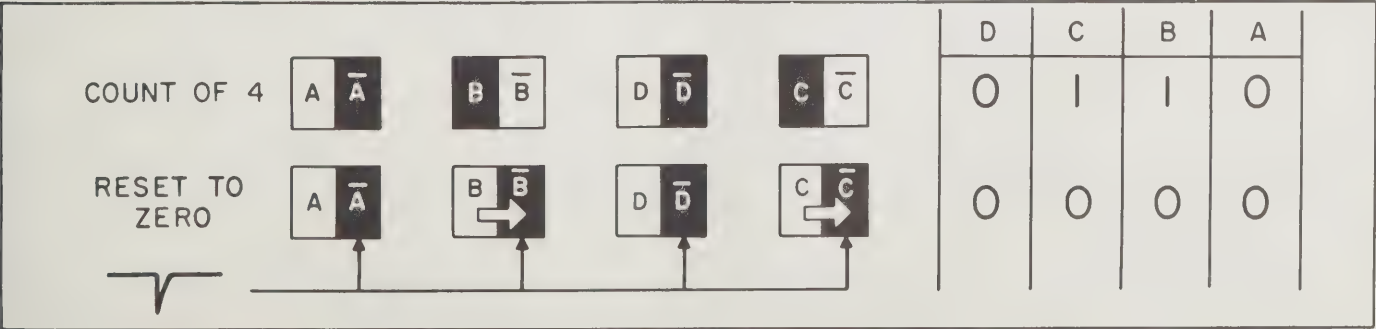 D C B A
COUNT OF 4 A A̅ B B̅ D D̅ C C̅ 0 1 1 0
RESET TO
ZERO A A̅ B B̅ D D̅ C C̅ 0 0 0 0